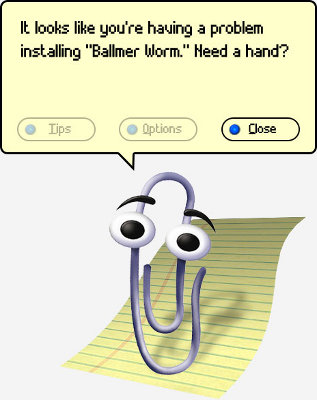 It looks like you're having a problem
installing "Ballmer Worm." Need a hand?
Tips
Options
Close